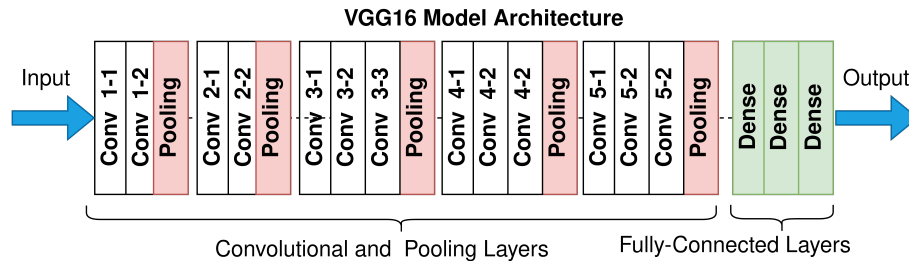 VGG16 Model Architecture
Input
Conv 1-1
Conv 1-2
Pooling
Conv 2-1
Conv 2-2
Pooling
Conv 3-1
Conv 3-2
Conv 3-3
Pooling
Conv 4-1
Conv 4-2
Conv 4-2
Pooling
Conv 5-1
Conv 5-2
Conv 5-2
Pooling
Dense
Dense
Dense
Output
Convolutional and Pooling Layers
Fully-Connected Layers